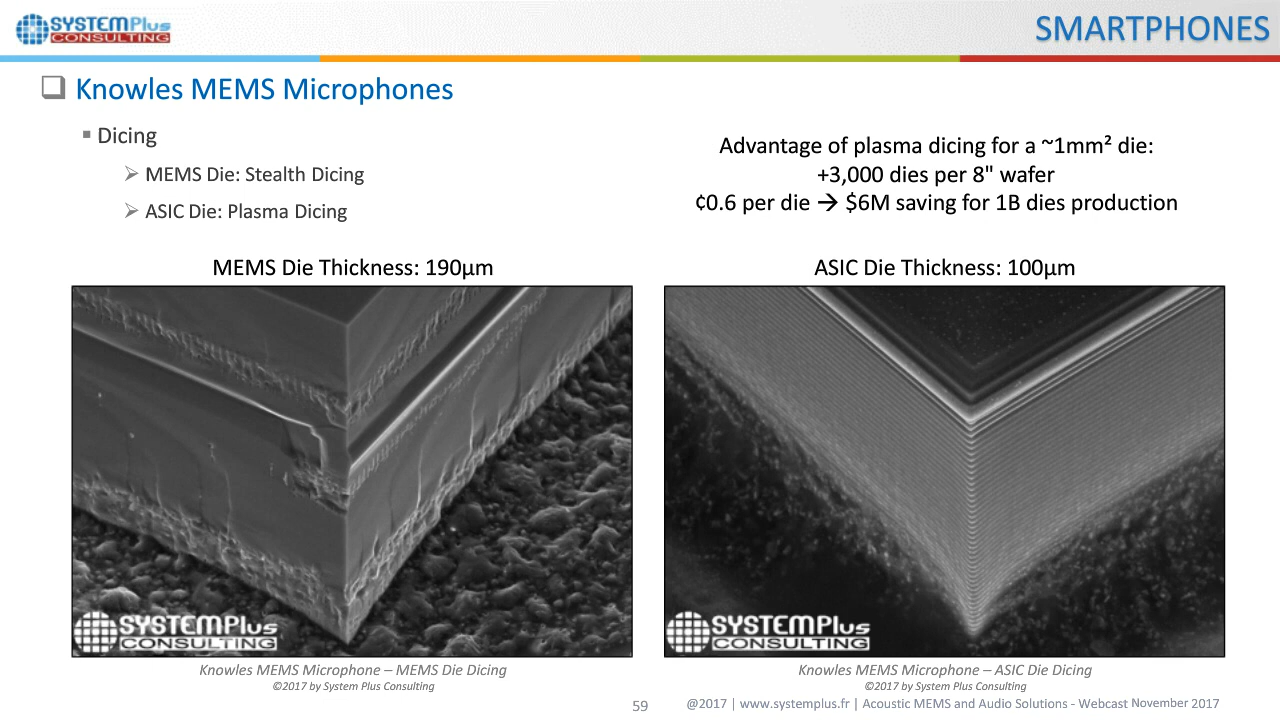 SYSTEMPlus
CONSULTING
SMARTPHONES
❑ Knowles MEMS Microphones
▪ Dicing
➢ MEMS Die: Stealth Dicing
➢ ASIC Die: Plasma Dicing
Advantage of plasma dicing for a ~1mm² die:
+3,000 dies per 8" wafer
¢0.6 per die → $6M saving for 1B dies production
MEMS Die Thickness: 190µm
ASIC Die Thickness: 100µm
SYSTEMPlus
CONSULTING
SYSTEMPlus
CONSULTING
Knowles MEMS Microphone – MEMS Die Dicing
©2017 by System Plus Consulting
Knowles MEMS Microphone – ASIC Die Dicing
©2017 by System Plus Consulting
59
@2017 | www.systemplus.fr | Acoustic MEMS and Audio Solutions - Webcast November 2017